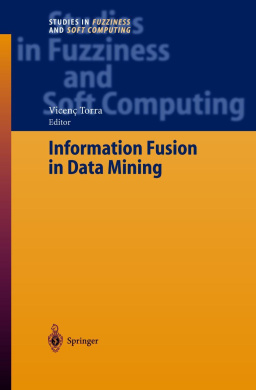 STUDIES IN FUZZINESS
AND SOFT COMPUTING
Studies
in Fuzziness
and
Soft Computing
Vicenç Torra
Editor
Information Fusion
in Data Mining
Springer